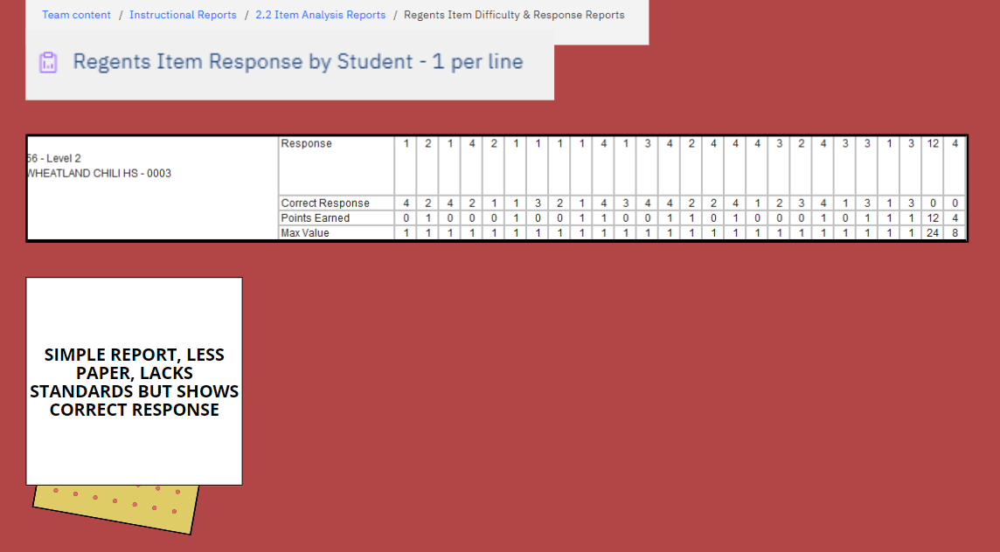 Team content / Instructional Reports / 2.2 Item Analysis Reports / Regents Item Difficulty & Response Reports
Regents Item Response by Student - 1 per line
56 - Level 2
WHEATLAND CHILI HS - 0003
Response 1 2 1 4 2 1 1 1 1 4 1 3 4 2 4 4 4 3 2 4 3 3 1 3 12 4
Correct Response 4 2 4 2 1 1 3 2 1 4 3 4 4 2 2 4 1 2 3 4 1 3 1 3 0 0
Points Earned 0 1 0 0 0 1 0 0 1 1 0 0 1 1 0 1 0 0 0 1 0 1 1 1 12 4
Max Value 1 1 1 1 1 1 1 1 1 1 1 1 1 1 1 1 1 1 1 1 1 1 1 1 24 8
SIMPLE REPORT, LESS
PAPER, LACKS
STANDARDS BUT SHOWS
CORRECT RESPONSE